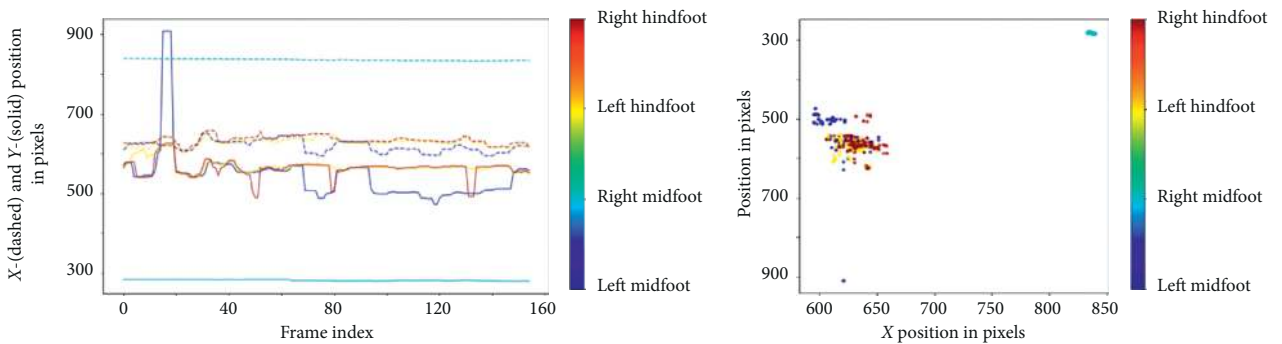 X-(dashed) and Y-(solid) position
in pixels
900
700
500
300
0
40
80
120
160
Frame index
Right hindfoot
Left hindfoot
Right midfoot
Left midfoot
Position in pixels
300
500
700
900
600
650
700
750
800
850
X position in pixels
Right hindfoot
Left hindfoot
Right midfoot
Left midfoot